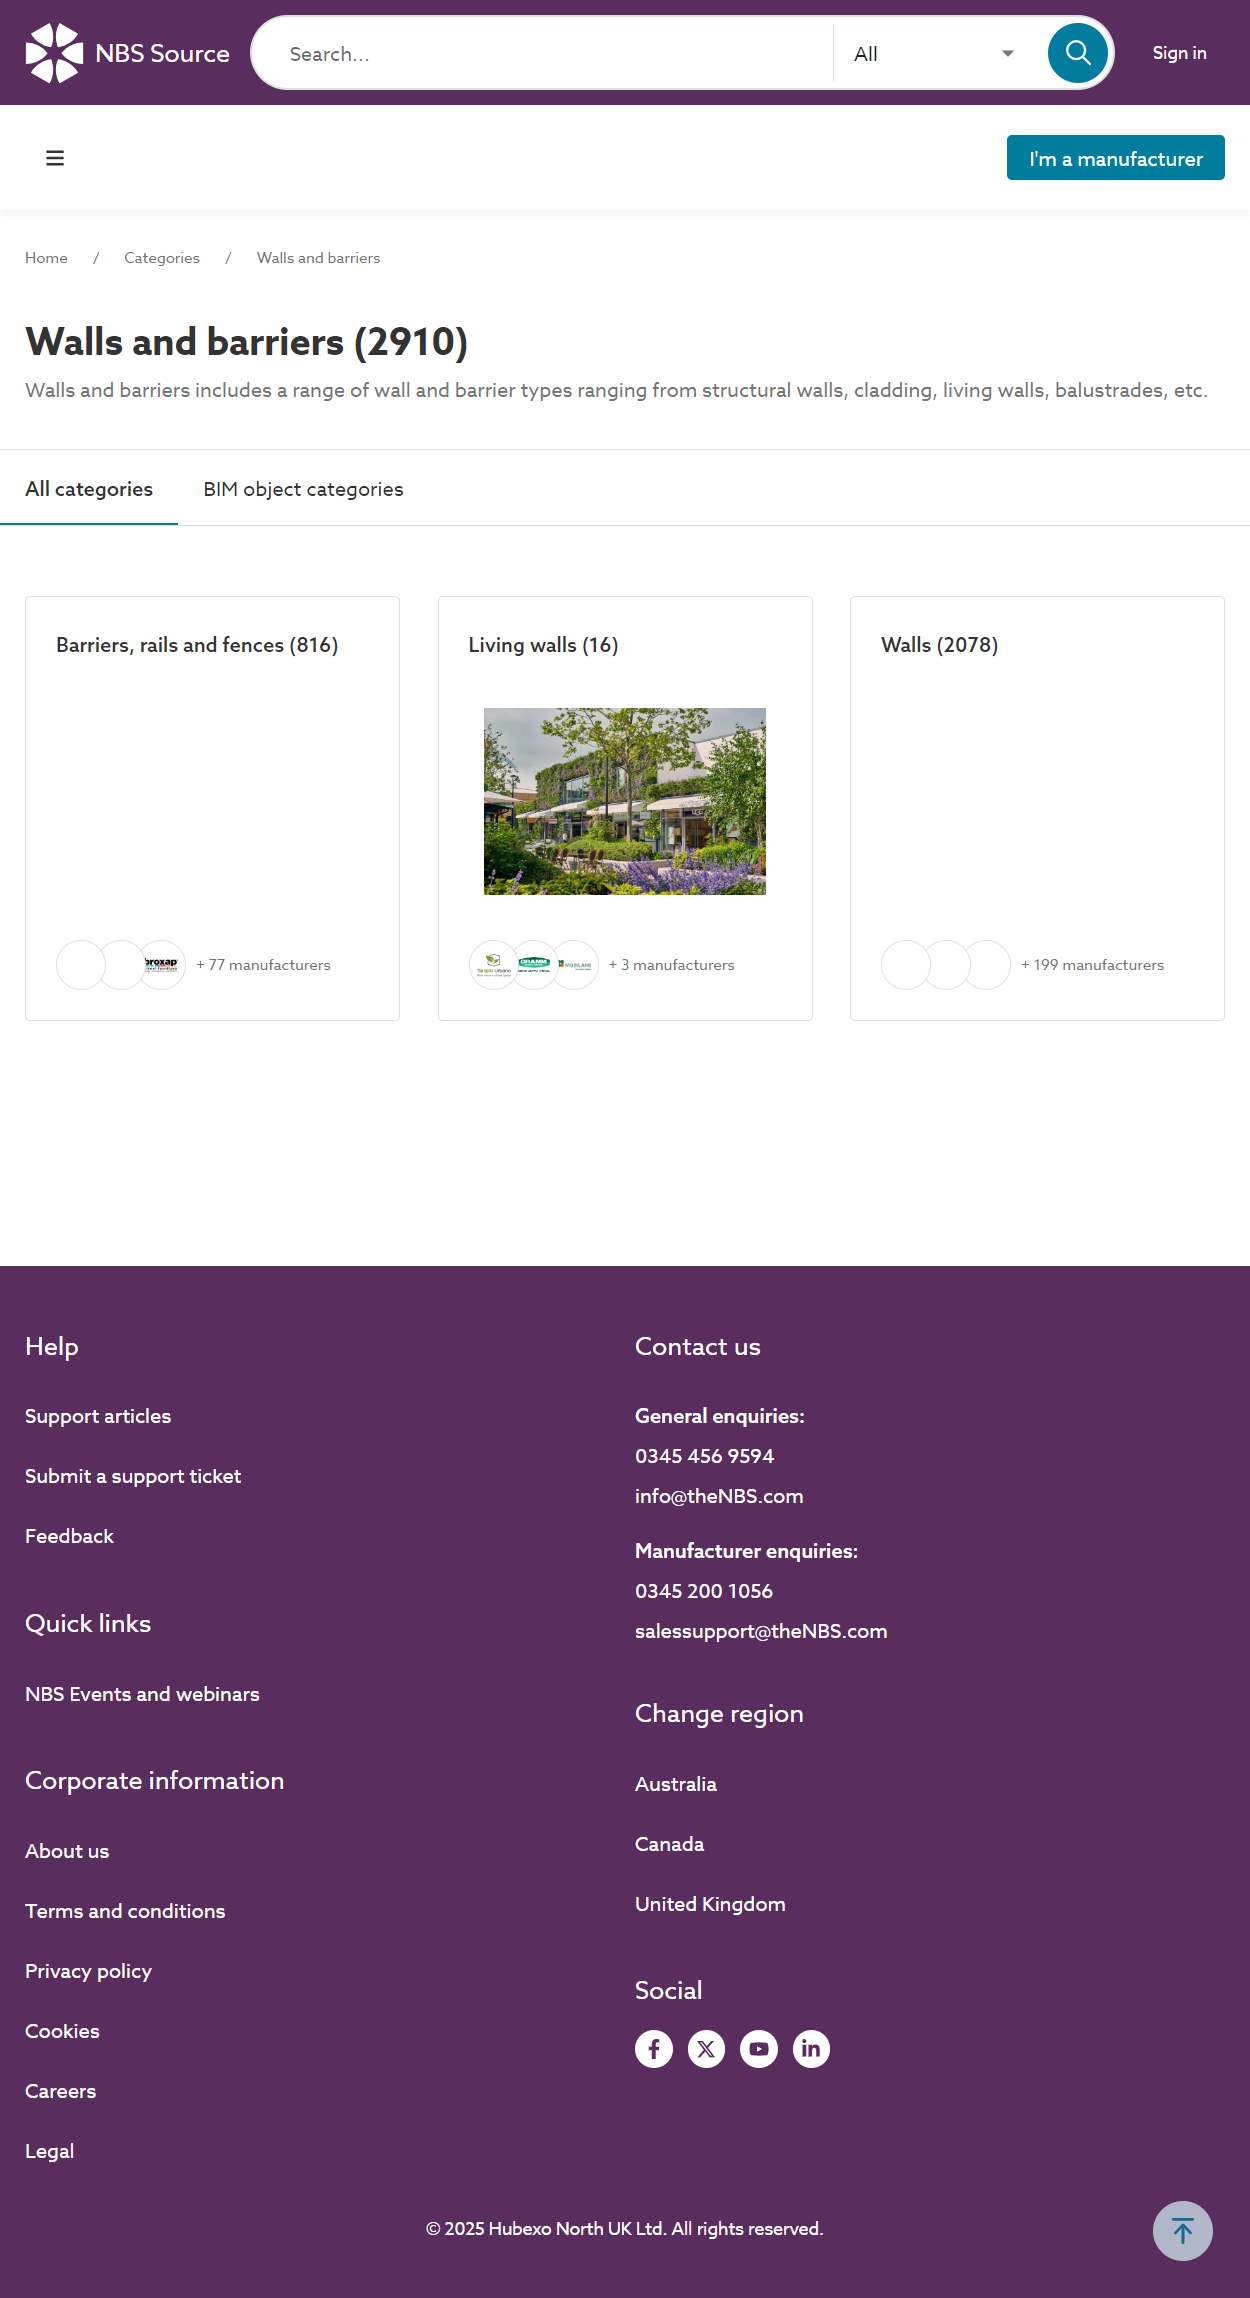 NBS Source
Search...
All
Sign in
I'm a manufacturer
Home / Categories / Walls and barriers
Walls and barriers (2910)
Walls and barriers includes a range of wall and barrier types ranging from structural walls, cladding, living walls, balustrades, etc.
All categories
BIM object categories
Barriers, rails and fences (816)
broxap
+ 77 manufacturers
Living walls (16)
+ 3 manufacturers
Walls (2078)
+ 199 manufacturers
Help
Support articles
Submit a support ticket
Feedback
Quick links
NBS Events and webinars
Corporate information
About us
Terms and conditions
Privacy policy
Cookies
Careers
Legal
Contact us
General enquiries:
0345 456 9594
info@theNBS.com
Manufacturer enquiries:
0345 200 1056
salessupport@theNBS.com
Change region
Australia
Canada
United Kingdom
Social
© 2025 Hubexo North UK Ltd. All rights reserved.